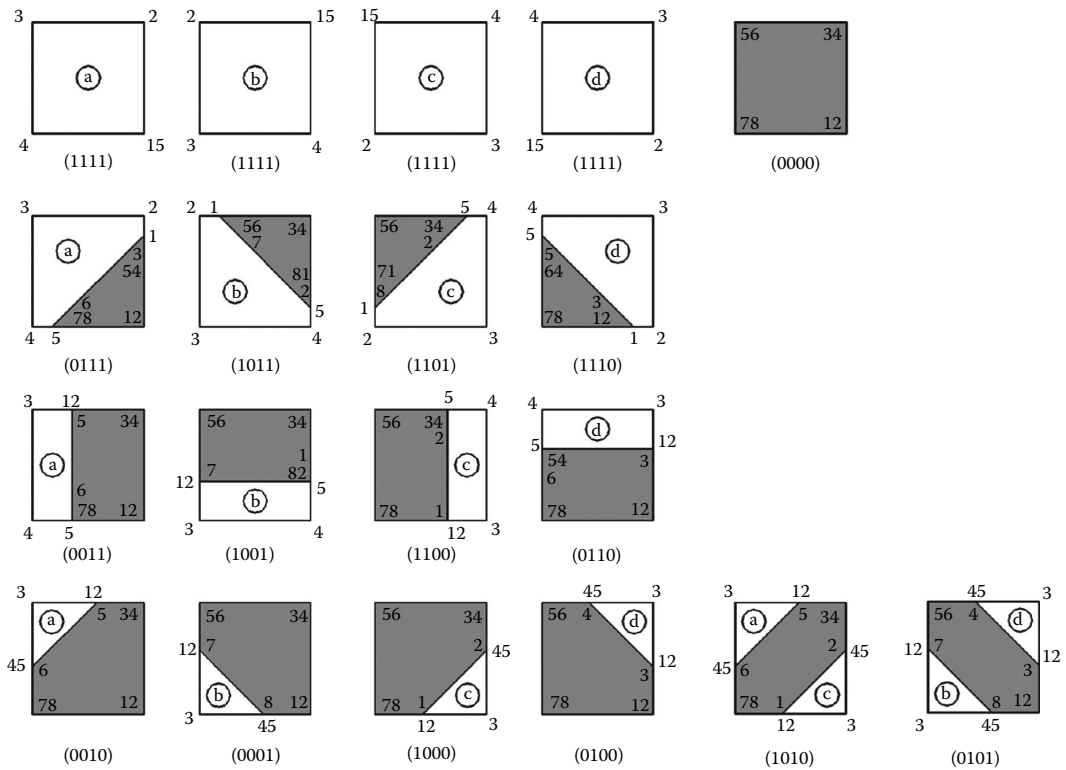 3 2 2 15 15 4 4 3 56 34
a b c d
4 15 3 4 2 3 15 2 78 12
(1111) (1111) (1111) (1111) (0000)
3 2 2 1 5 4 4 3
1 56 34 56 34 5
a 3 7 2 5 d
54 81 71 64
6 b 2 8 c 3
78 12 5 1 78 12
4 5 3 4 2 3 1 2
(0111) (1011) (1101) (1110)
3 12 5 4 4 3
5 34 56 34 56 34 d
2 5 12
a 1 c 54 3
6 7 82 6
12 b 5
78 12 78 1 78 12
4 5 3 4 12 3
(0011) (1001) (1100) (0110)
3 12 45 3 3 12 45 3
a 5 34 56 34 56 34 56 4 d a 5 34 56 4 d
12 7 2 45 2 45 12 7
45 6 3 12 45 6 3 12
78 12 b 8 12 78 1 c 78 12 78 1 c b 8 12
3 45 12 3 12 3 3 45
(0010) (0001) (1000) (0100) (1010) (0101)